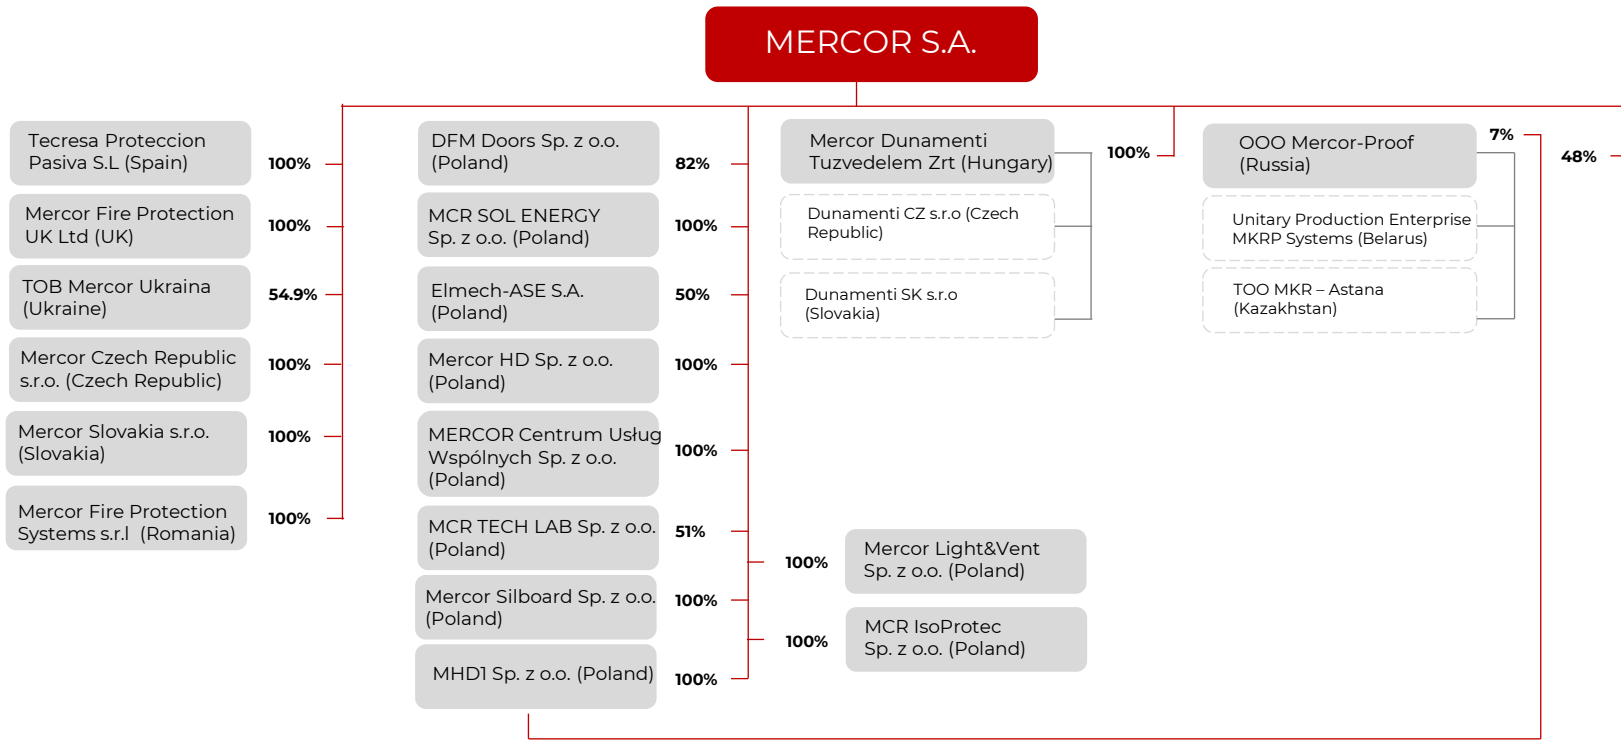 MERCOR S.A.
Tecresa Proteccion
Pasiva S.L (Spain)
100%
Mercor Fire Protection
UK Ltd (UK)
100%
TOB Mercor Ukraina
(Ukraine)
54.9%
Mercor Czech Republic
s.r.o. (Czech Republic)
100%
Mercor Slovakia s.r.o.
(Slovakia)
100%
Mercor Fire Protection
Systems s.r.l (Romania)
100%
DFM Doors Sp. z o.o.
(Poland)
82%
MCR SOL ENERGY
Sp. z o.o. (Poland)
100%
Elmech-ASE S.A.
(Poland)
50%
Mercor HD Sp. z o.o.
(Poland)
100%
MERCOR Centrum Usług
Wspólnych Sp. z o.o.
(Poland)
100%
MCR TECH LAB Sp. z o.o.
(Poland)
51%
Mercor Silboard Sp. z o.o.
(Poland)
100%
MHD1 Sp. z o.o. (Poland)
100%
Mercor Dunamenti
Tuzvedelem Zrt (Hungary)
100%
Dunamenti CZ s.r.o (Czech
Republic)
Dunamenti SK s.r.o
(Slovakia)
100%
Mercor Light&Vent
Sp. z o.o. (Poland)
100%
MCR IsoProtec
Sp. z o.o. (Poland)
OOO Mercor-Proof
(Russia)
7%
48%
Unitary Production Enterprise
MKRP Systems (Belarus)
TOO MKR – Astana
(Kazakhstan)